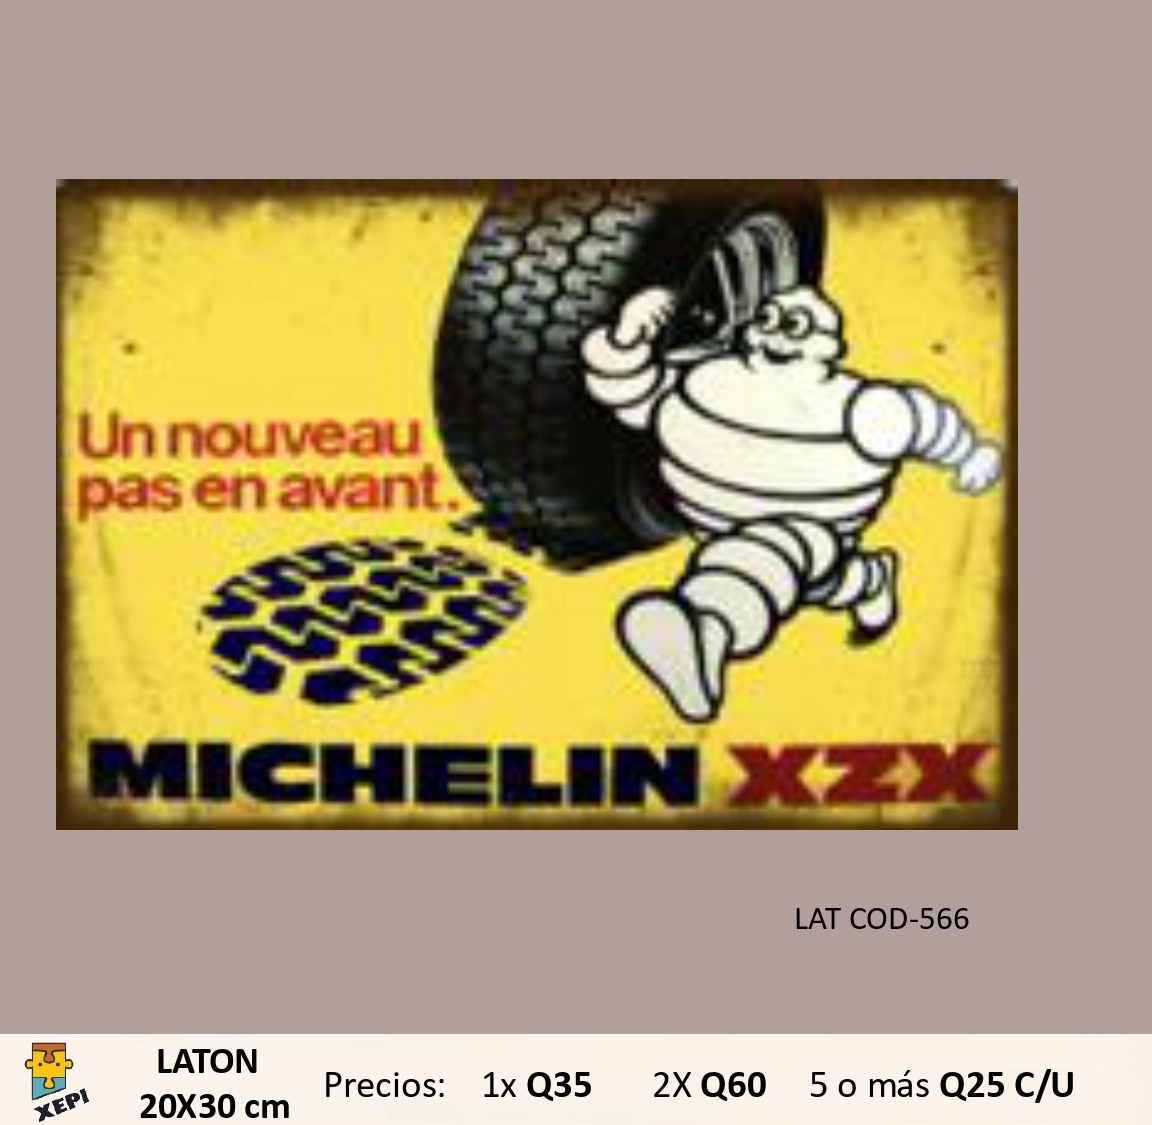 Un nouveau
pas en avant.
MICHELIN XZX
LAT COD-566
XEPI
LATON
20X30 cm
Precios: 1x Q35 2X Q60 5 o más Q25 C/U